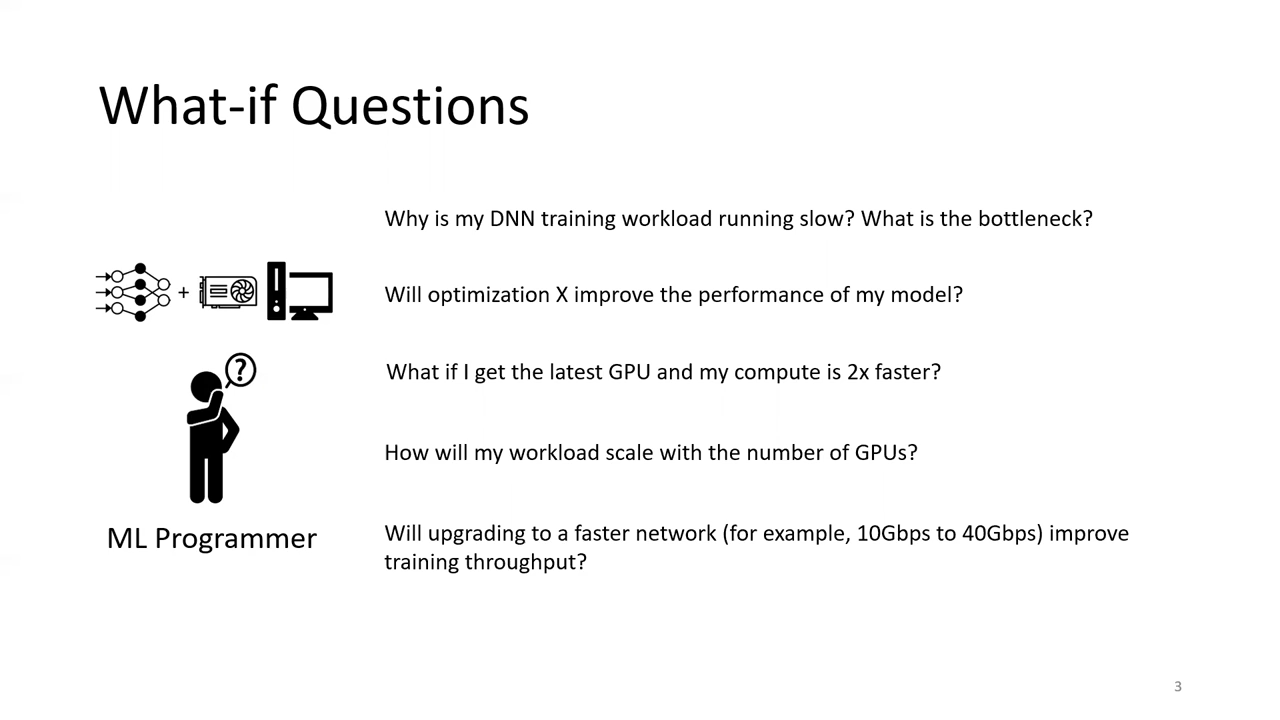 What-if Questions
Why is my DNN training workload running slow? What is the bottleneck?
+
Will optimization X improve the performance of my model?
?
What if I get the latest GPU and my compute is 2x faster?
How will my workload scale with the number of GPUs?
ML Programmer
Will upgrading to a faster network (for example, 10Gbps to 40Gbps) improve
training throughput?
3